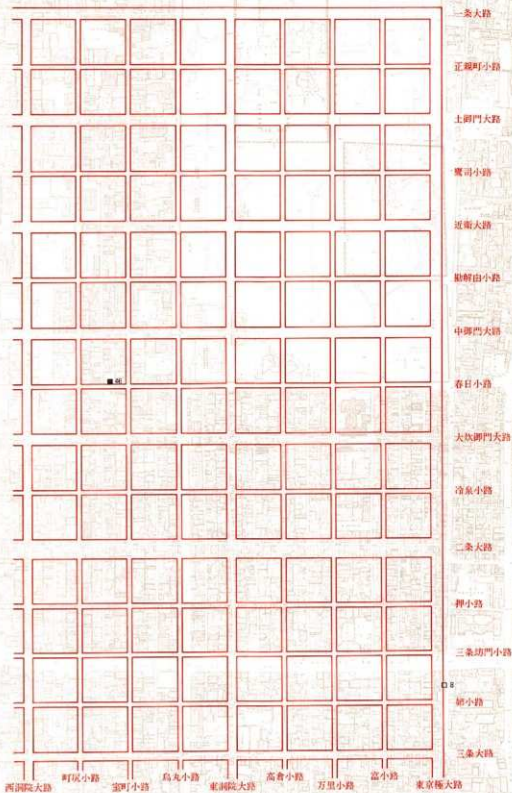 一条大路
正親町小路
土御門大路
鷹司小路
近衛大路
勘解由小路
中御門大路
春日小路
大炊御門大路
冷泉小路
二条大路
押小路
三条坊門小路
8
姉小路
三条大路
西洞院大路
町尻小路
室町小路
烏丸小路
東洞院大路
高倉小路
万里小路
富小路
東京極大路